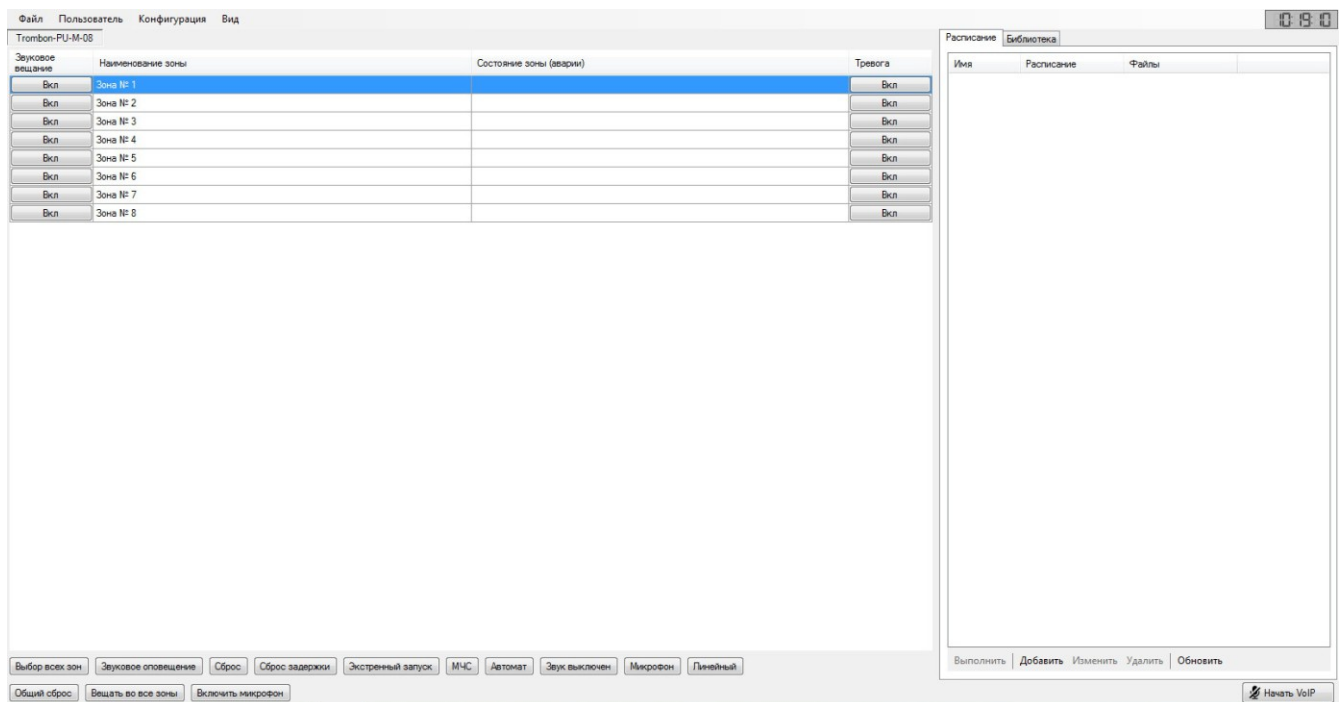 Файл Пользователь Конфигурация Вид 10:19:10
Trombon-PU-M-08 Расписание Библиотека
Звуковое вещание Наименование зоны Состояние зоны (аварии) Тревога Имя Расписание Файлы
Вкл Зона № 1 Вкл
Вкл Зона № 2 Вкл
Вкл Зона № 3 Вкл
Вкл Зона № 4 Вкл
Вкл Зона № 5 Вкл
Вкл Зона № 6 Вкл
Вкл Зона № 7 Вкл
Вкл Зона № 8 Вкл
Выбор всех зон Звуковое оповещение Сброс Сброс задержки Экстренный запуск МЧС Автомат Звук выключен Микрофон Линейный Выполнить Добавить Изменить Удалить Обновить
Общий сброс Вещать во все зоны Включить микрофон Начать VoIP